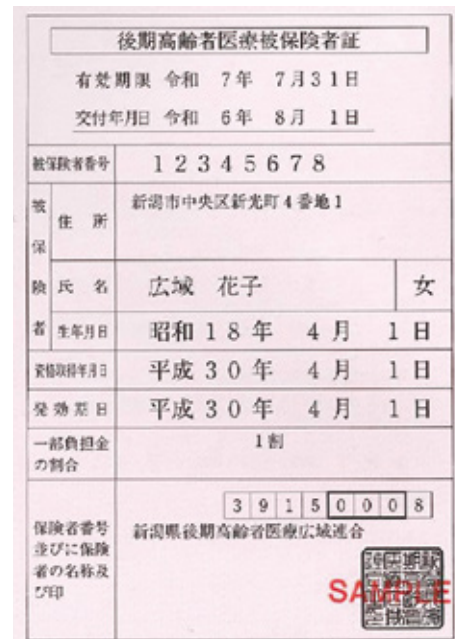 後期高齢者医療被保険者証
有効期限 令和 7年 7月31日
交付年月日 令和 6年 8月 1日
被保険者番号 12345678
被保険者
住所 新潟市中央区新光町4番地1
氏名 広域 花子 女
生年月日 昭和18年 4月 1日
資格取得年月日 平成30年 4月 1日
発効期日 平成30年 4月 1日
一部負担金の割合 1割
保険者番号
並びに保険
者の名称及
び印
39150008
新潟県後期高齢者医療広域連合
SAMPLE